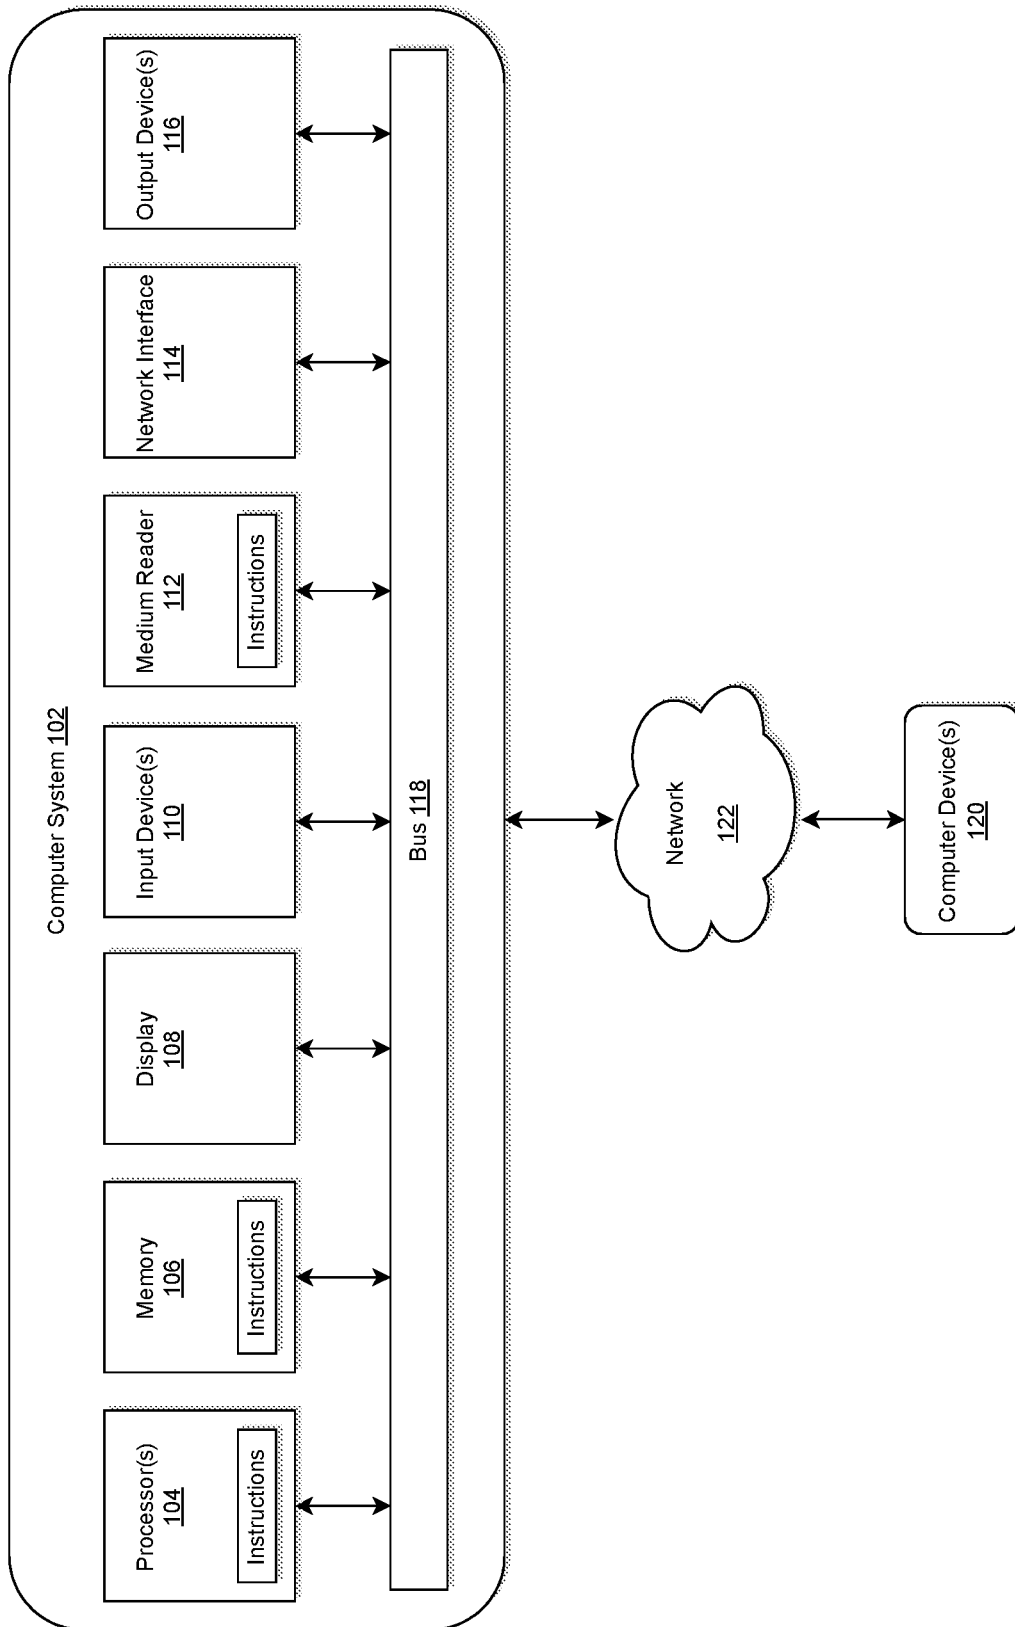 Computer System 102
Processor(s)
104
Instructions
Memory
106
Instructions
Display
108
Input Device(s)
110
Medium Reader
112
Instructions
Network Interface
114
Output Device(s)
116
Bus 118
Network
122
Computer Device(s)
120